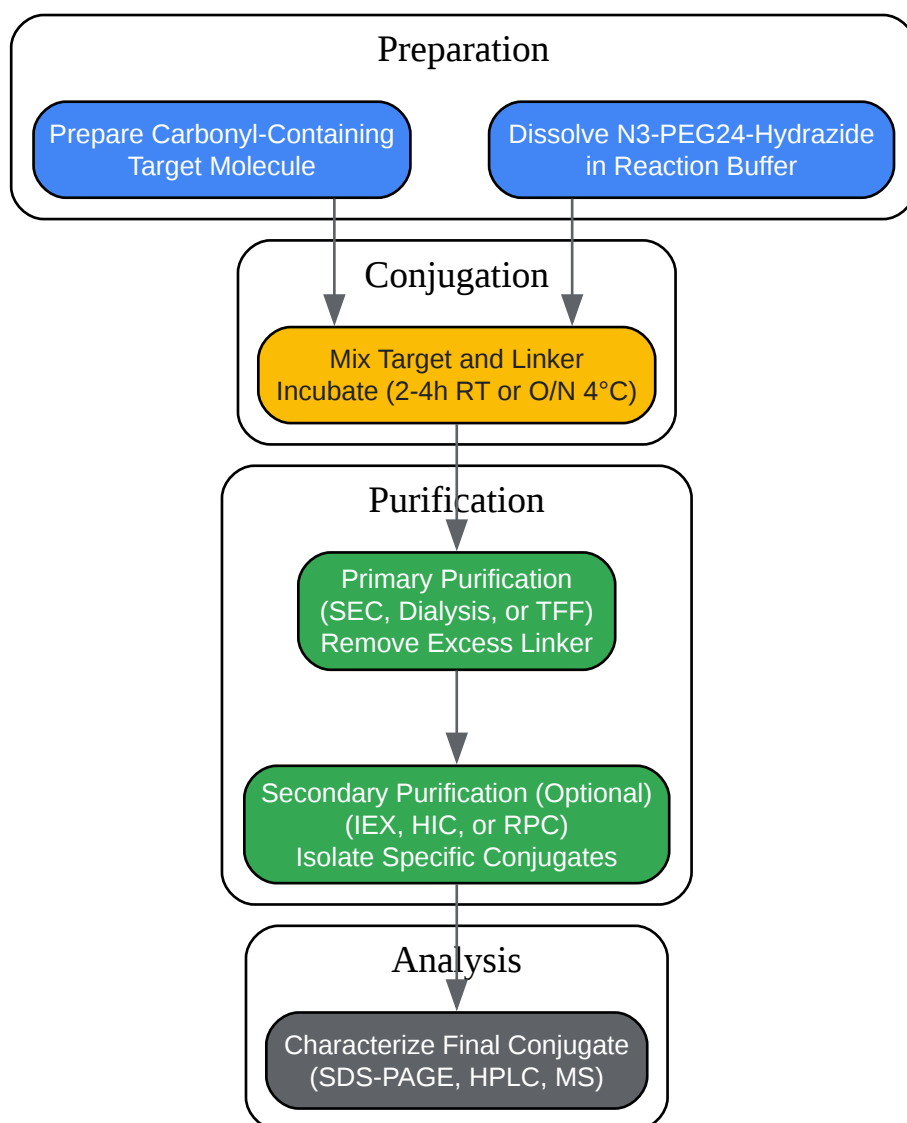 Preparation
Prepare Carbonyl-Containing
Target Molecule
Dissolve N3-PEG24-Hydrazide
in Reaction Buffer
Conjugation
Mix Target and Linker
Incubate (2-4h RT or O/N 4°C)
Purification
Primary Purification
(SEC, Dialysis, or TFF)
Remove Excess Linker
Secondary Purification (Optional)
(IEX, HIC, or RPC)
Isolate Specific Conjugates
Analysis
Characterize Final Conjugate
(SDS-PAGE, HPLC, MS)